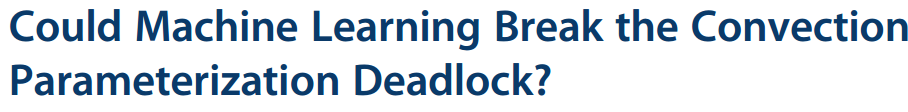 Could Machine Learning Break the Convection
Parameterization Deadlock?